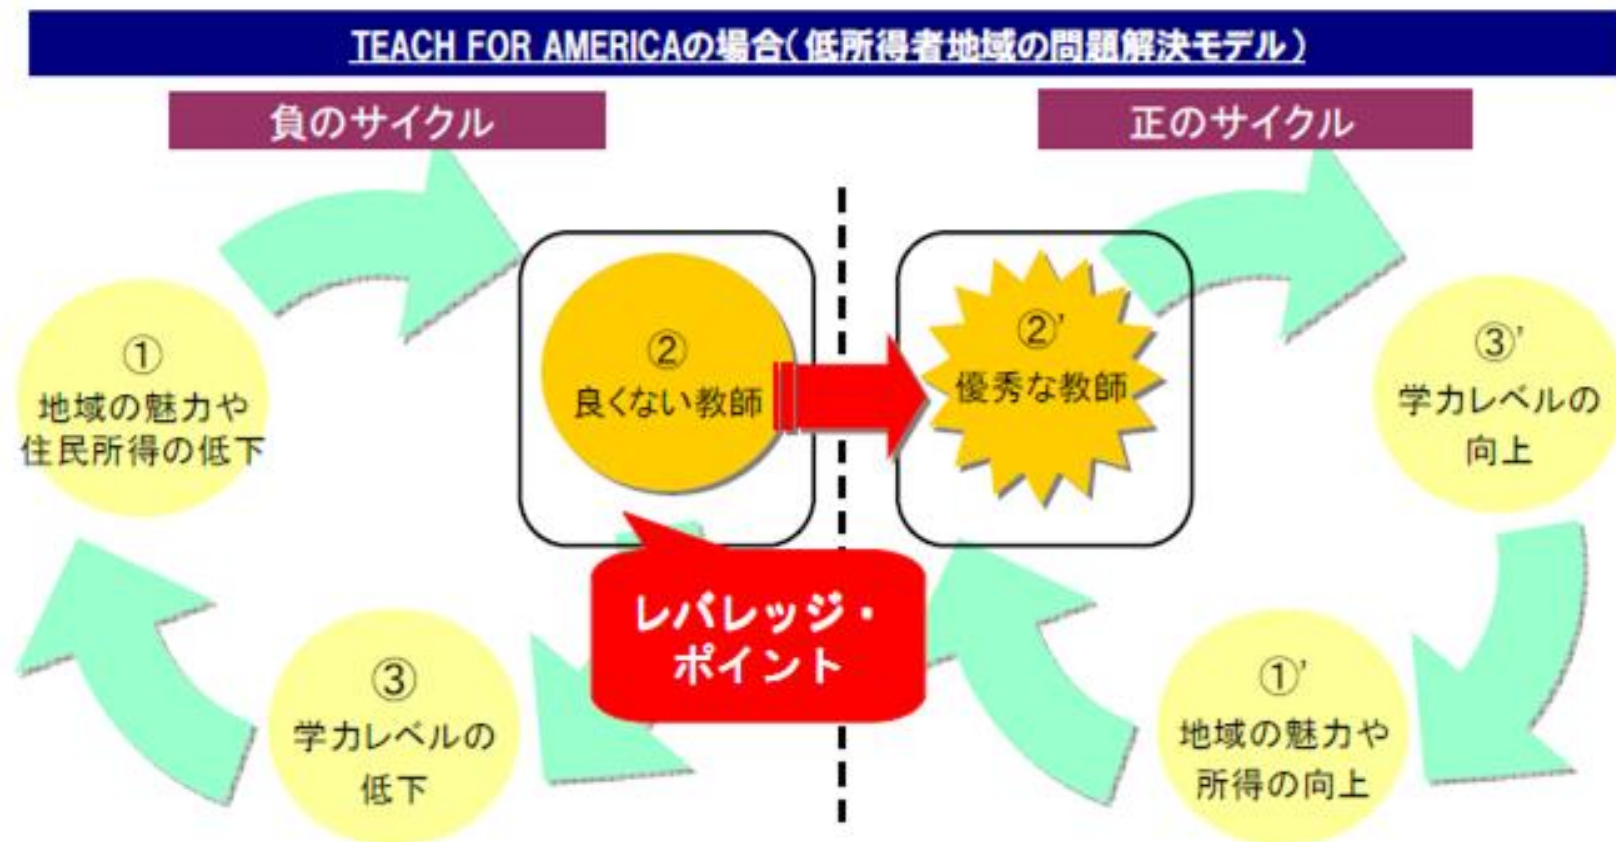 TEACH FOR AMERICAの場合(低所得者地域の問題解決モデル)
負のサイクル
正のサイクル
①
地域の魅力や
住民所得の低下
②
良くない教師
②'
優秀な教師
③'
学力レベルの
向上
レバレッジ・
ポイント
③
学力レベルの
低下
①'
地域の魅力や
所得の向上